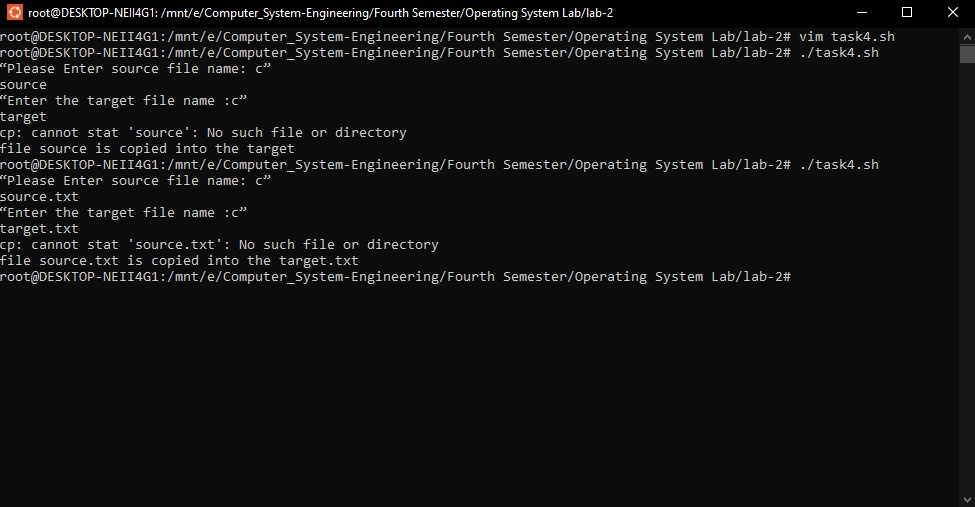 root@DESKTOP-NEII4G1: /mnt/e/Computer_System-Engineering/Fourth Semester/Operating System Lab/lab-2
root@DESKTOP-NEII4G1:/mnt/e/Computer_System-Engineering/Fourth Semester/Operating System Lab/lab-2# vim task4.sh
root@DESKTOP-NEII4G1:/mnt/e/Computer_System-Engineering/Fourth Semester/Operating System Lab/lab-2# ./task4.sh
“Please Enter source file name: c”
source
“Enter the target file name :c”
target
cp: cannot stat 'source': No such file or directory
file source is copied into the target
root@DESKTOP-NEII4G1:/mnt/e/Computer_System-Engineering/Fourth Semester/Operating System Lab/lab-2# ./task4.sh
“Please Enter source file name: c”
source.txt
“Enter the target file name :c”
target.txt
cp: cannot stat 'source.txt': No such file or directory
file source.txt is copied into the target.txt
root@DESKTOP-NEII4G1:/mnt/e/Computer_System-Engineering/Fourth Semester/Operating System Lab/lab-2#